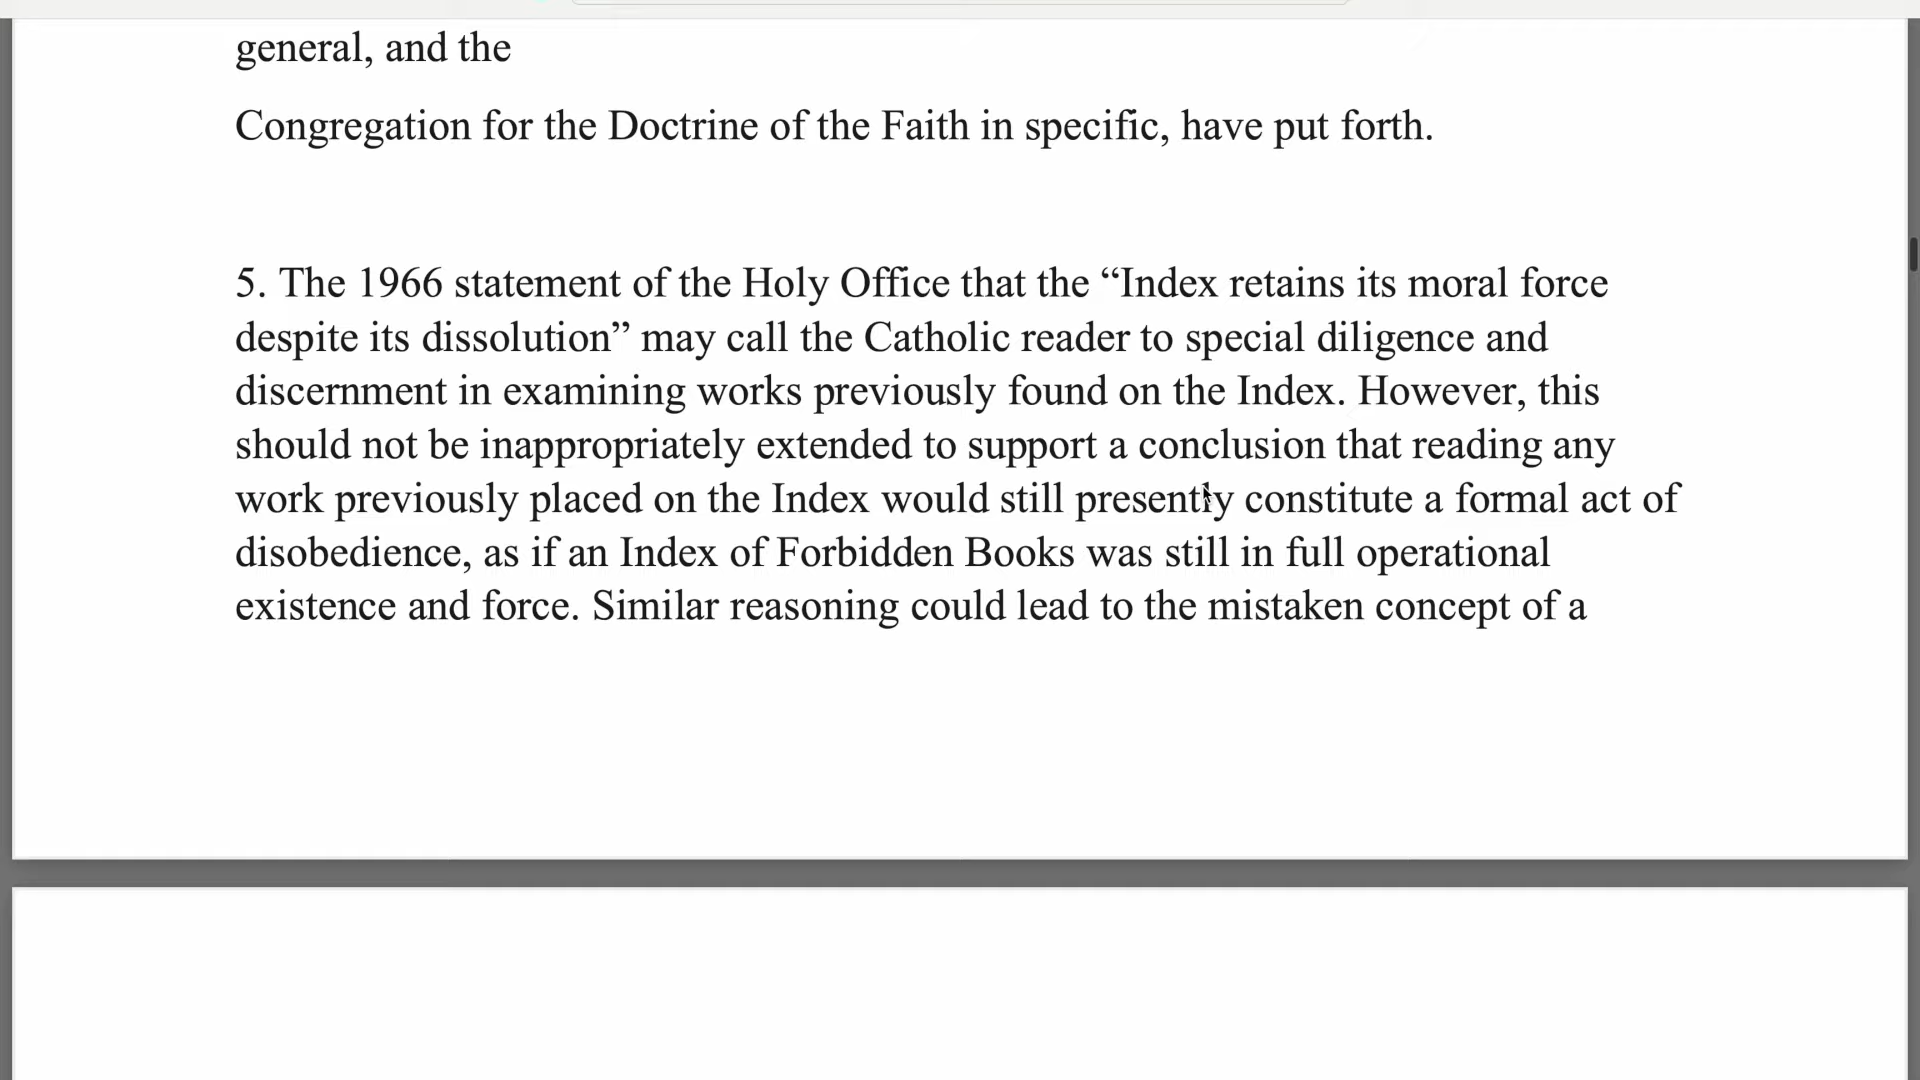 general, and the
Congregation for the Doctrine of the Faith in specific, have put forth.
5. The 1966 statement of the Holy Office that the “Index retains its moral force
despite its dissolution” may call the Catholic reader to special diligence and
discernment in examining works previously found on the Index. However, this
should not be inappropriately extended to support a conclusion that reading any
work previously placed on the Index would still presently constitute a formal act of
disobedience, as if an Index of Forbidden Books was still in full operational
existence and force. Similar reasoning could lead to the mistaken concept of a